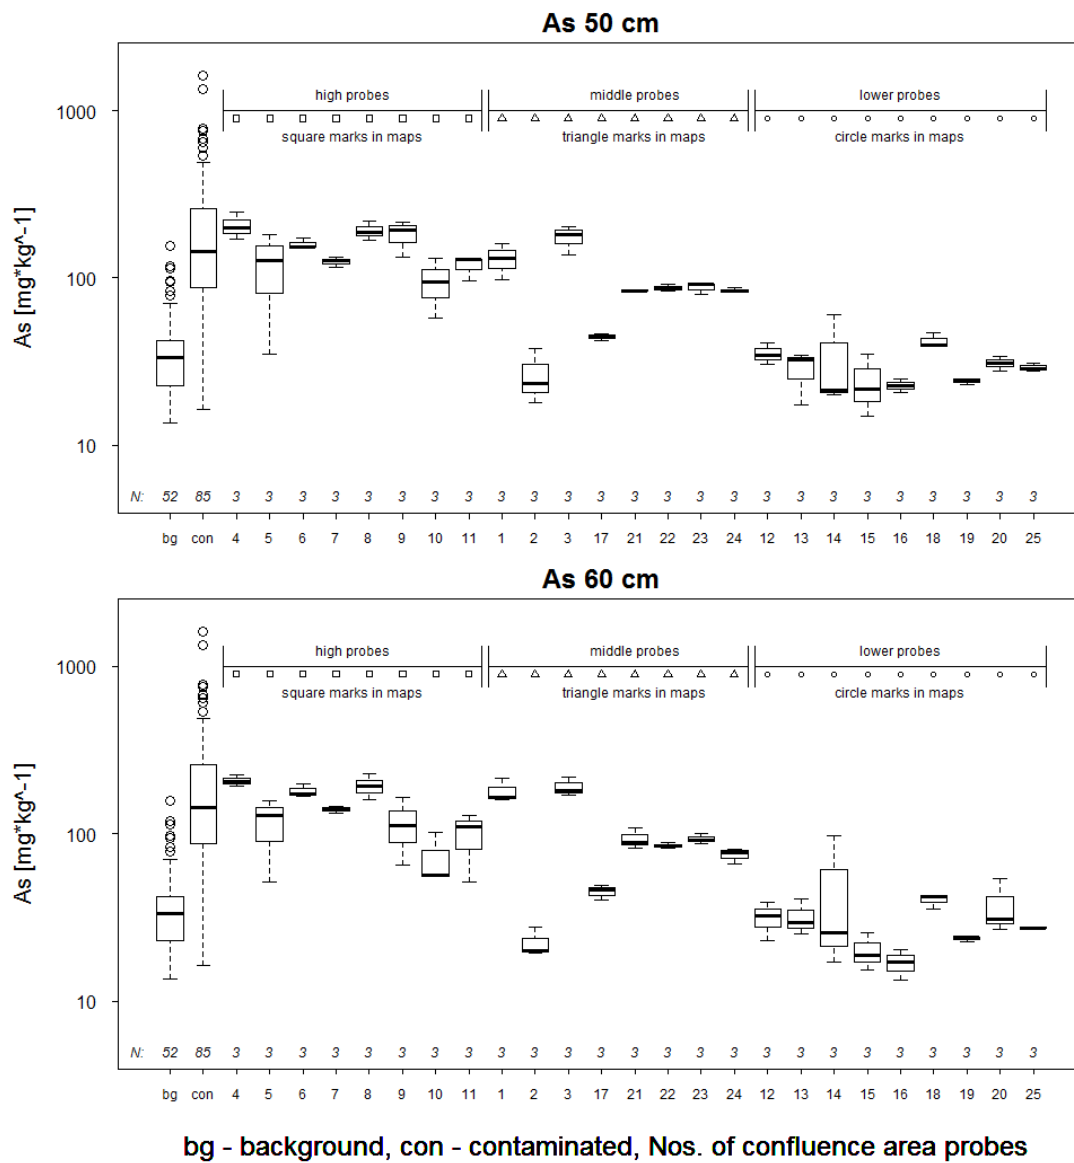 As 50 cm
high probes middle probes lower probes
1000
square marks in maps triangle marks in maps circle marks in maps
As [mg*kg^-1]
100
10
N: 52 85 3 3 3 3 3 3 3 3 3 3 3 3 3 3 3 3 3 3 3 3 3 3 3 3 3
bg con 4 5 6 7 8 9 10 11 1 2 3 17 21 22 23 24 12 13 14 15 16 18 19 20 25
As 60 cm
high probes middle probes lower probes
1000
square marks in maps triangle marks in maps circle marks in maps
As [mg*kg^-1]
100
10
N: 52 85 3 3 3 3 3 3 3 3 3 3 3 3 3 3 3 3 3 3 3 3 3 3 3 3 3
bg con 4 5 6 7 8 9 10 11 1 2 3 17 21 22 23 24 12 13 14 15 16 18 19 20 25
bg - background, con - contaminated, Nos. of confluence area probes